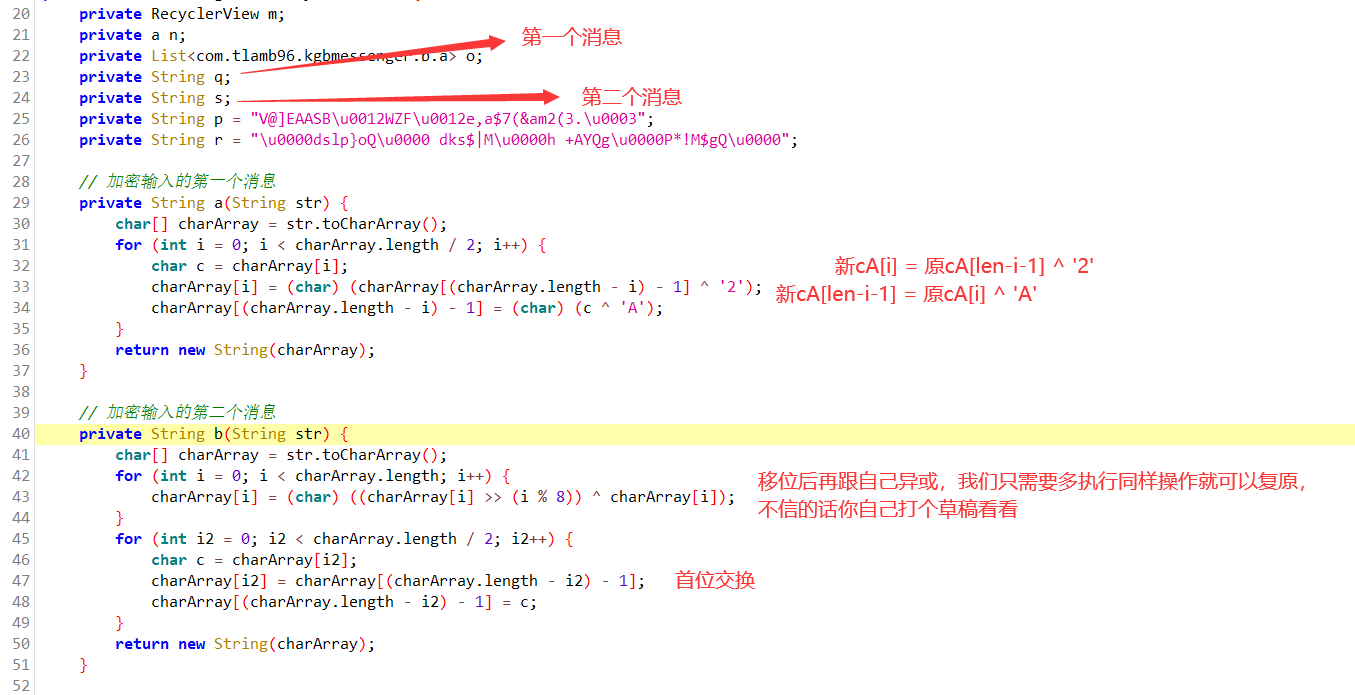 20 private RecyclerView m;
21 private a n;
第一个消息
22 private List<com.tlamb96.kgbmessenger.b.a> o;
23 private String q;
24 private String s;
第二个消息
25 private String p = "V@]EAASB\u0012WZF\u0012e,a$7(&am2(3.\u0003";
26 private String r = "\u0000dslp}oQ\u0000 dks$|M\u0000h +AYQg\u0000P*!M$gQ\u0000";
27
28 // 加密输入的第一个消息
29 private String a(String str) {
30 char[] charArray = str.toCharArray();
31 for (int i = 0; i < charArray.length / 2; i++) {
32 char c = charArray[i];
新cA[i] = 原cA[len-i-1] ^ '2'
33 charArray[i] = (char) (charArray[(charArray.length - i) - 1] ^ '2');
新cA[len-i-1] = 原cA[i] ^ 'A'
34 charArray[(charArray.length - i) - 1] = (char) (c ^ 'A');
35 }
36 return new String(charArray);
37 }
38
39 // 加密输入的第二个消息
40 private String b(String str) {
41 char[] charArray = str.toCharArray();
42 for (int i = 0; i < charArray.length; i++) {
43 charArray[i] = (char) ((charArray[i] >> (i % 8)) ^ charArray[i]);
移位后再跟自己异或，我们只需要多执行同样操作就可以复原，
不信的话你自己打个草稿看看
44 }
45 for (int i2 = 0; i2 < charArray.length / 2; i2++) {
46 char c = charArray[i2];
47 charArray[i2] = charArray[(charArray.length - i2) - 1];
首位交换
48 charArray[(charArray.length - i2) - 1] = c;
49 }
50 return new String(charArray);
51 }
52